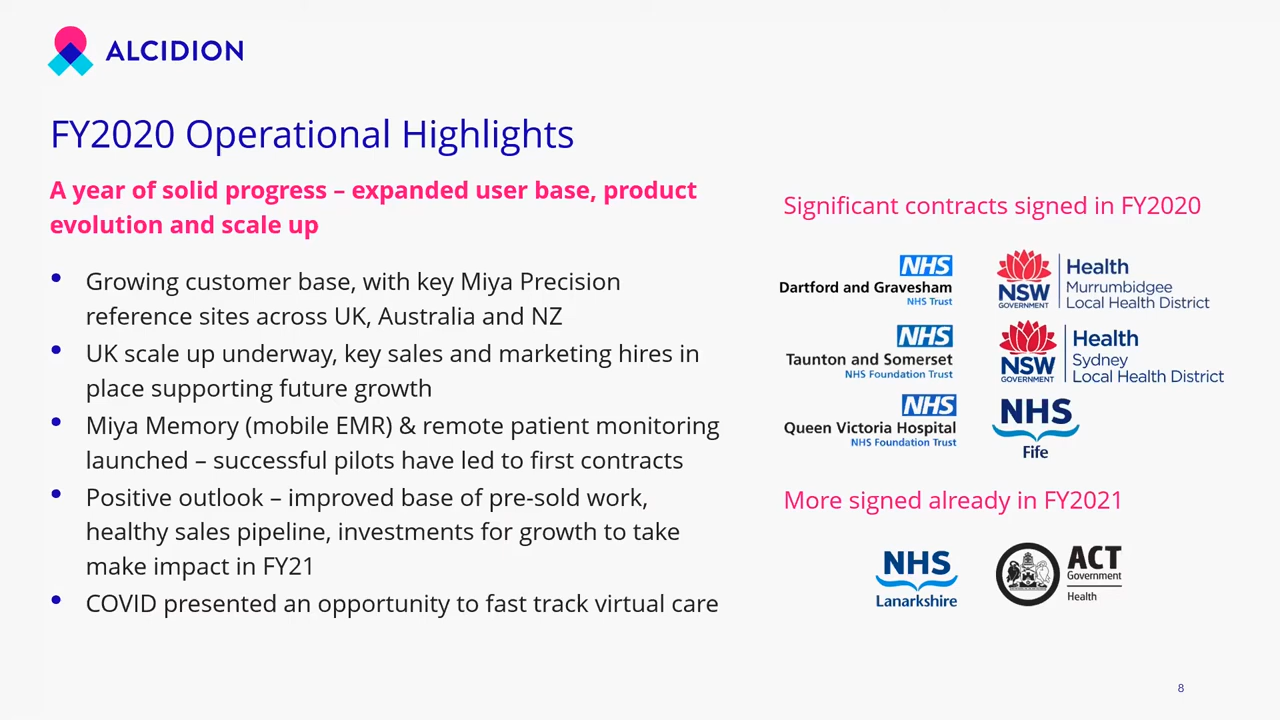 ALCIDION
FY2020 Operational Highlights
A year of solid progress – expanded user base, product
evolution and scale up
• Growing customer base, with key Miya Precision
reference sites across UK, Australia and NZ
• UK scale up underway, key sales and marketing hires in
place supporting future growth
• Miya Memory (mobile EMR) & remote patient monitoring
launched – successful pilots have led to first contracts
• Positive outlook – improved base of pre-sold work,
healthy sales pipeline, investments for growth to take
make impact in FY21
• COVID presented an opportunity to fast track virtual care
Significant contracts signed in FY2020
NHS
Dartford and Gravesham
NHS Trust
NSW
GOVERNMENT
Health
Murrumbidgee
Local Health District
NHS
Taunton and Somerset
NHS Foundation Trust
NSW
GOVERNMENT
Health
Sydney
Local Health District
NHS
Queen Victoria Hospital
NHS Foundation Trust
NHS
Fife
More signed already in FY2021
NHS
Lanarkshire
ACT
Government
Health
8